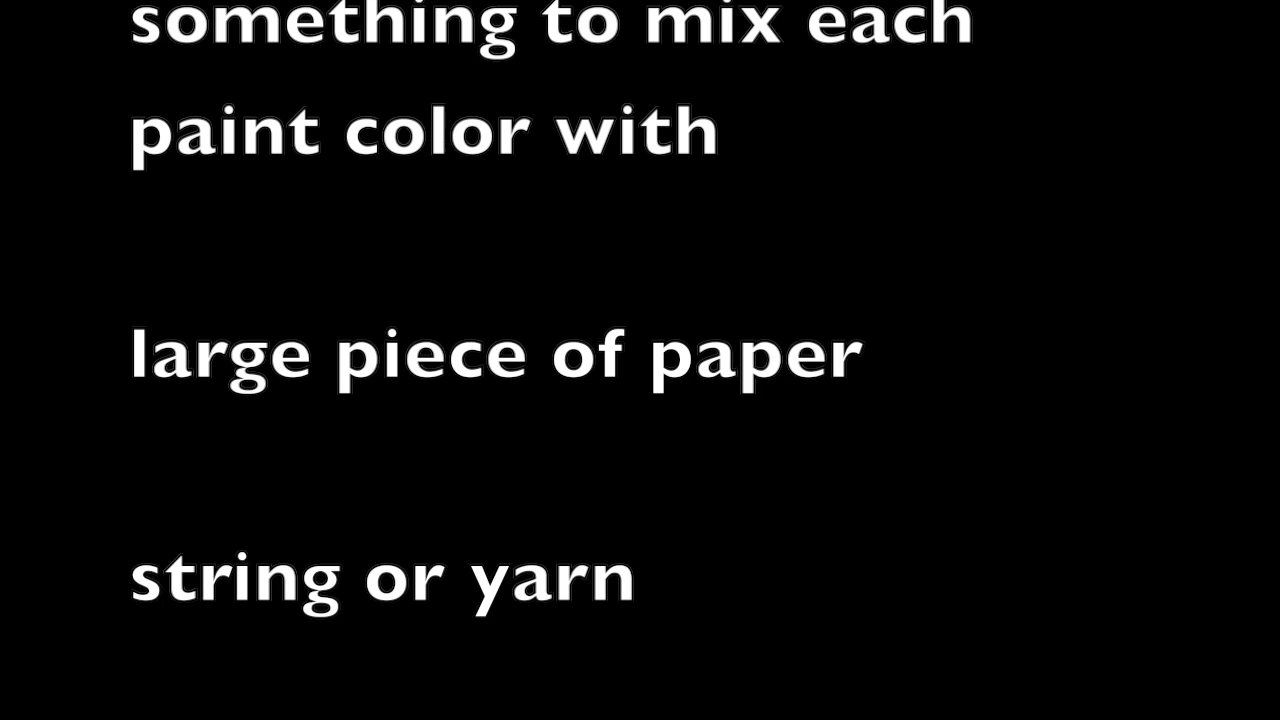 something to mix each
paint color with
large piece of paper
string or yarn